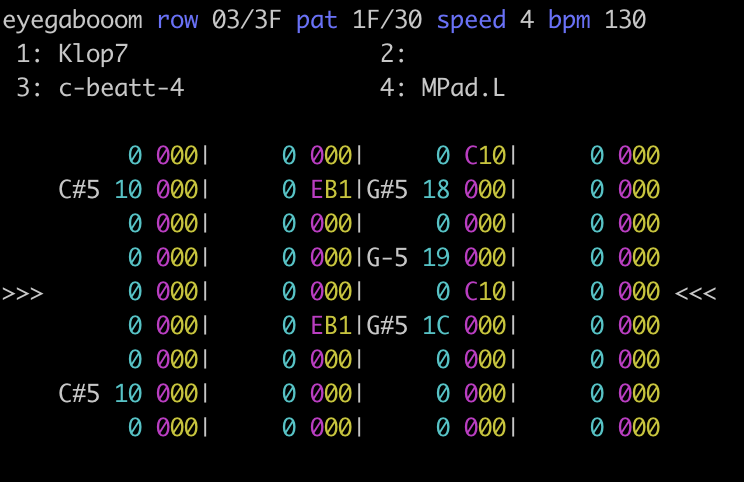 eyegabooom row 03/3F pat 1F/30 speed 4 bpm 130
1: Klop7 2:
3: c-beatt-4 4: MPad.L
0 000| 0 000| 0 C10| 0 000
C#5 10 000| 0 EB1|G#5 18 000| 0 000
0 000| 0 000| 0 000| 0 000
0 000| 0 000|G-5 19 000| 0 000
>>> 0 000| 0 000| 0 C10| 0 000 <<<
0 000| 0 EB1|G#5 1C 000| 0 000
0 000| 0 000| 0 000| 0 000
C#5 10 000| 0 000| 0 000| 0 000
0 000| 0 000| 0 000| 0 000